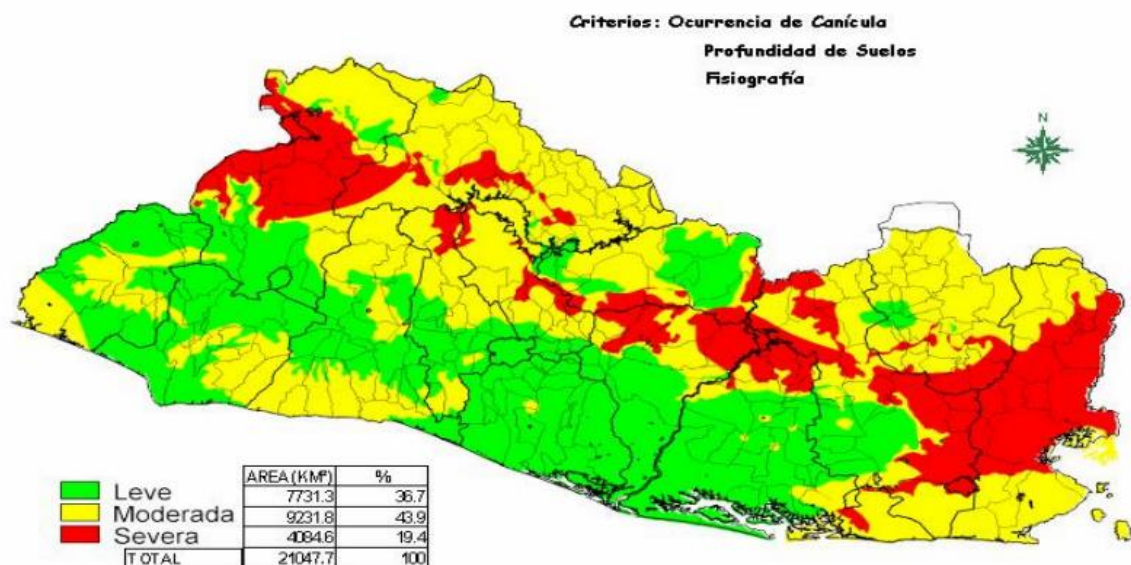 Criterios: Ocurrencia de Canícula
Profundidad de Suelos
Fisiografía
N
AREA (KM²) %
Leve 7731.3 36.7
Moderada 9231.8 43.9
Severa 4084.6 19.4
TOTAL 21047.7 100